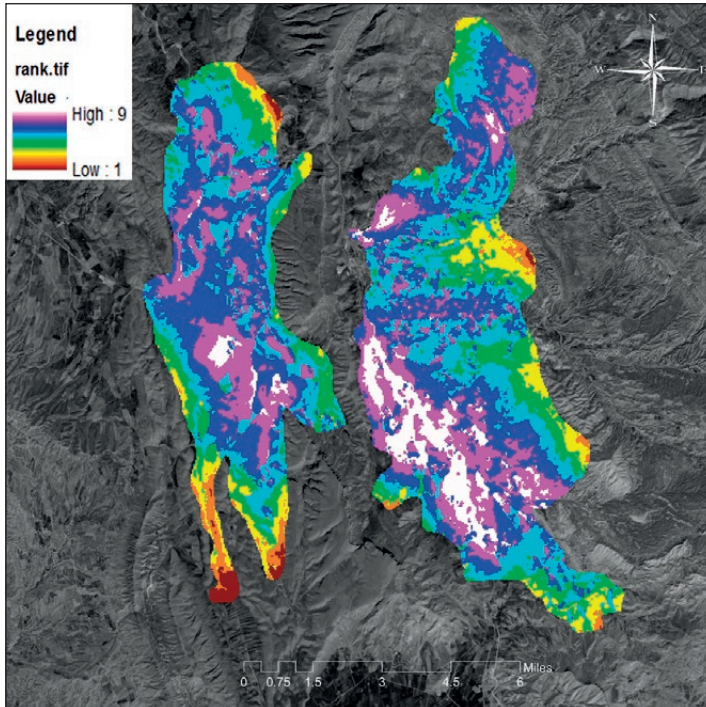 Legend
rank.tif
Value
High : 9
Low : 1
N
W
E
S
Miles
0 0.75 1.5 3 4.5 6